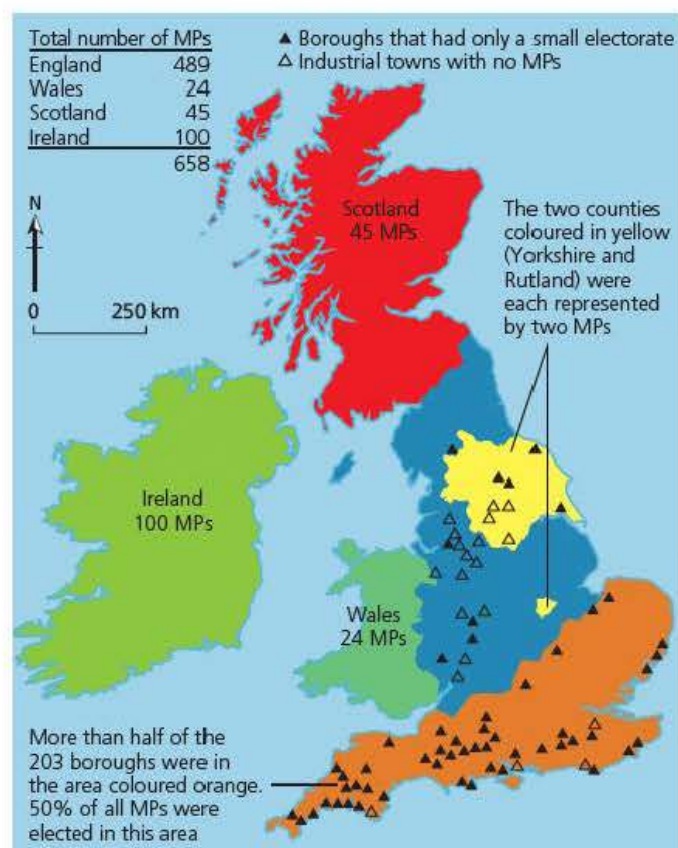 Total number of MPs
England 489
Wales 24
Scotland 45
Ireland 100
658
▲ Boroughs that had only a small electorate
△ Industrial towns with no MPs
N
0 250 km
Scotland
45 MPs
The two counties
coloured in yellow
(Yorkshire and
Rutland) were
each represented
by two MPs
Ireland
100 MPs
Wales
24 MPs
More than half of the
203 boroughs were in
the area coloured orange.
50% of all MPs were
elected in this area